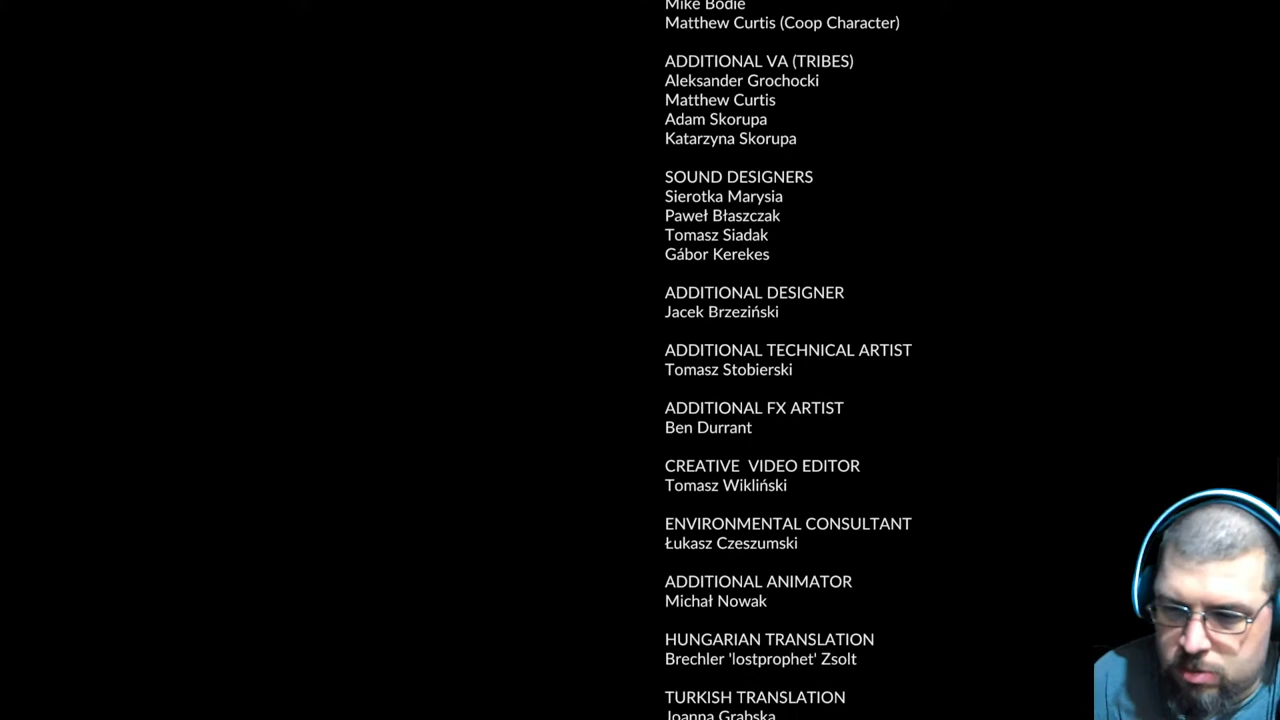 Mike Bodie
Matthew Curtis (Coop Character)
ADDITIONAL VA (TRIBES)
Aleksander Grochocki
Matthew Curtis
Adam Skorupa
Katarzyna Skorupa
SOUND DESIGNERS
Sierotka Marysia
Paweł Błaszczak
Tomasz Siadak
Gábor Kerekes
ADDITIONAL DESIGNER
Jacek Brzeziński
ADDITIONAL TECHNICAL ARTIST
Tomasz Stobierski
ADDITIONAL FX ARTIST
Ben Durrant
CREATIVE  VIDEO EDITOR
Tomasz Wikliński
ENVIRONMENTAL CONSULTANT
Łukasz Czeszumski
ADDITIONAL ANIMATOR
Michał Nowak
HUNGARIAN TRANSLATION
Brechler 'lostprophet' Zsolt
TURKISH TRANSLATION
Joanna Grabska